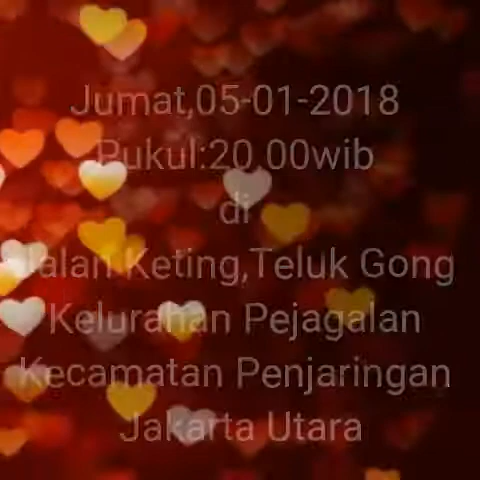 Jumat,05-01-2018
Pukul:20.00wib
di
Jalan Keting,Teluk Gong
Kelurahan Pejagalan
Kecamatan Penjaringan
Jakarta Utara